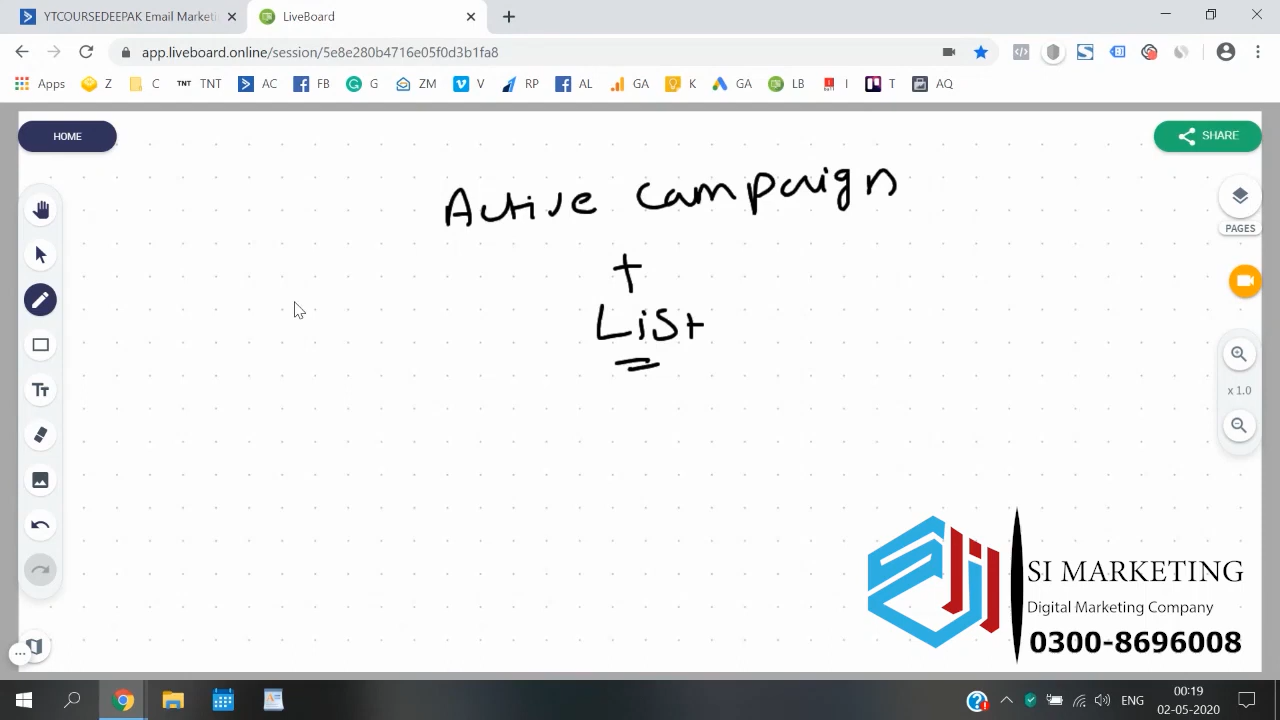 YTCOURSEDEEPAK Email Marketi
LiveBoard
app.liveboard.online/session/5e8e280b4716e05f0d3b1fa8
Apps Z C TNT TNT AC FB G ZM V RP AL GA K GA LB I T AQ
HOME
SHARE
Active campaign
PAGES
+
List
Tт
x 1.0
SI MARKETING
Digital Marketing Company
0300-8696008
ENG
00:19
02-05-2020